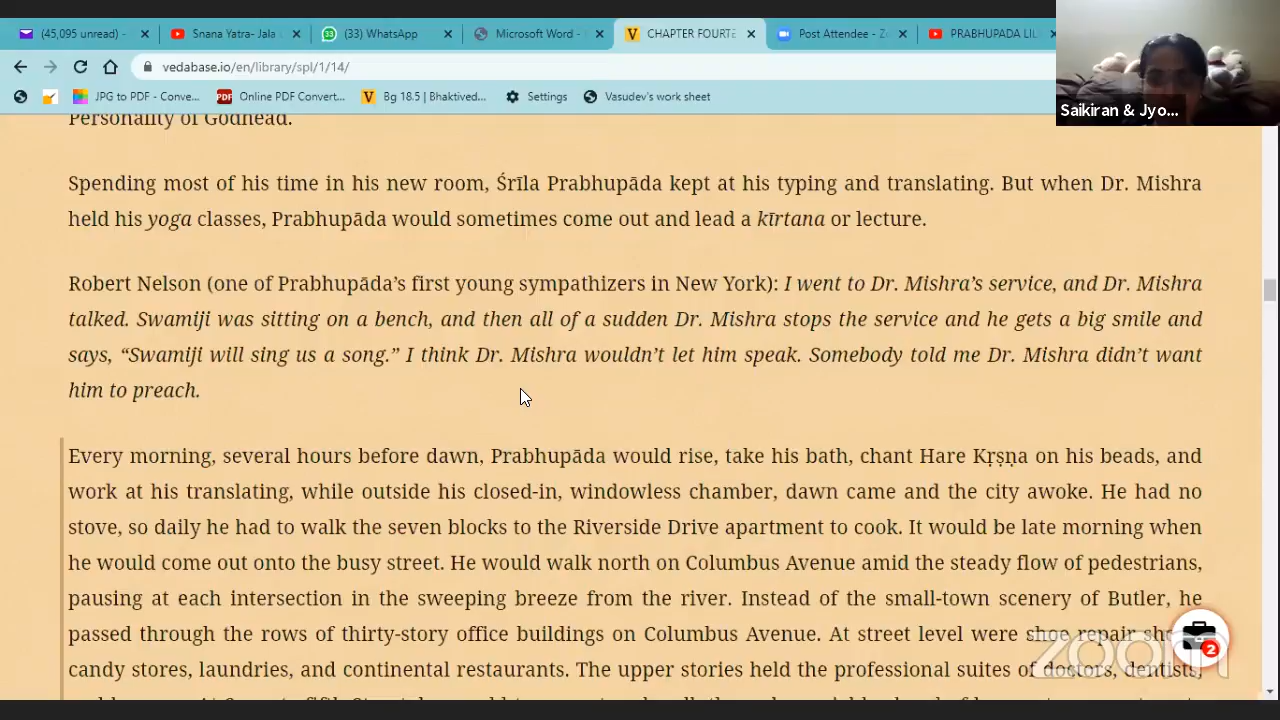 (45,095 unread) -
Snana Yatra- Jala
(33) WhatsApp
Microsoft Word -
CHAPTER FOURTE
Post Attendee - Z
PRABHUPADA LIL
vedabase.io/en/library/spl/1/14/
JPG to PDF - Conve...
Online PDF Convert...
Bg 18.5 | Bhaktived...
Settings
Vasudev's work sheet
Saikiran & Jyo...
Personality of Godhead.
Spending most of his time in his new room, Śrīla Prabhupāda kept at his typing and translating. But when Dr. Mishra
held his yoga classes, Prabhupāda would sometimes come out and lead a kīrtana or lecture.
Robert Nelson (one of Prabhupāda’s first young sympathizers in New York): I went to Dr. Mishra’s service, and Dr. Mishra
talked. Swamiji was sitting on a bench, and then all of a sudden Dr. Mishra stops the service and he gets a big smile and
says, “Swamiji will sing us a song.” I think Dr. Mishra wouldn’t let him speak. Somebody told me Dr. Mishra didn’t want
him to preach.
Every morning, several hours before dawn, Prabhupāda would rise, take his bath, chant Hare Kṛṣṇa on his beads, and
work at his translating, while outside his closed-in, windowless chamber, dawn came and the city awoke. He had no
stove, so daily he had to walk the seven blocks to the Riverside Drive apartment to cook. It would be late morning when
he would come out onto the busy street. He would walk north on Columbus Avenue amid the steady flow of pedestrians,
pausing at each intersection in the sweeping breeze from the river. Instead of the small-town scenery of Butler, he
passed through the rows of thirty-story office buildings on Columbus Avenue. At street level were shoe repair
candy stores, laundries, and continental restaurants. The upper stories held the professional suites of doctors, dentists,
zoom
2